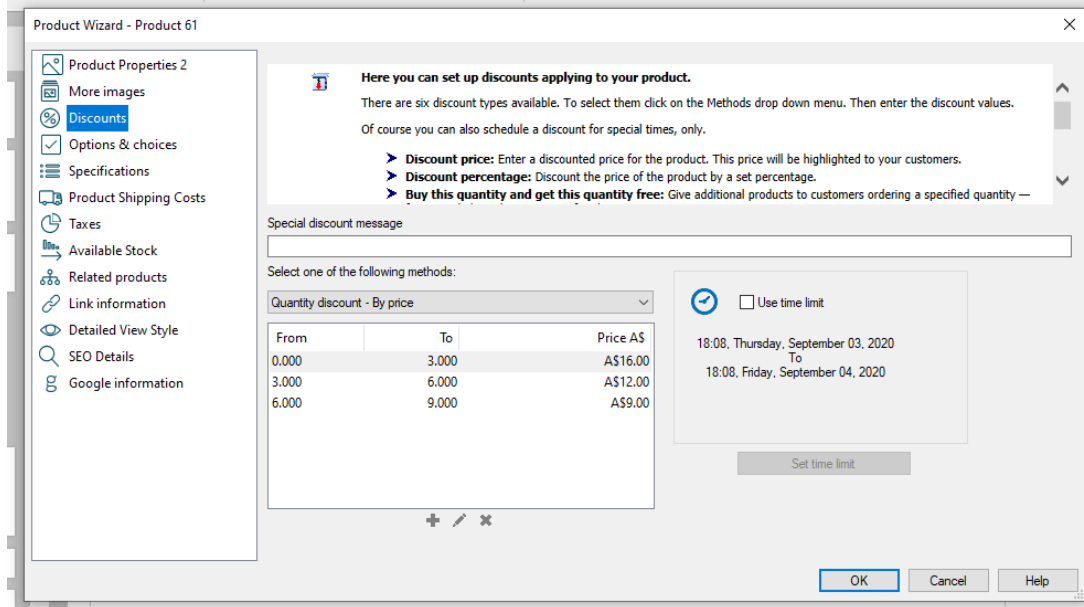 Product Wizard - Product 61
Product Properties 2
More images
Discounts
Options & choices
Specifications
Product Shipping Costs
Taxes
Available Stock
Related products
Link information
Detailed View Style
SEO Details
Google information
Here you can set up discounts applying to your product.
There are six discount types available. To select them click on the Methods drop down menu. Then enter the discount values.
Of course you can also schedule a discount for special times, only.
Discount price: Enter a discounted price for the product. This price will be highlighted to your customers.
Discount percentage: Discount the price of the product by a set percentage.
Buy this quantity and get this quantity free: Give additional products to customers ordering a specified quantity —
Special discount message
Select one of the following methods:
Quantity discount - By price
From To Price A$
0.000 3.000 A$16.00
3.000 6.000 A$12.00
6.000 9.000 A$9.00
Use time limit
18:08, Thursday, September 03, 2020
To
18:08, Friday, September 04, 2020
Set time limit
OK Cancel Help